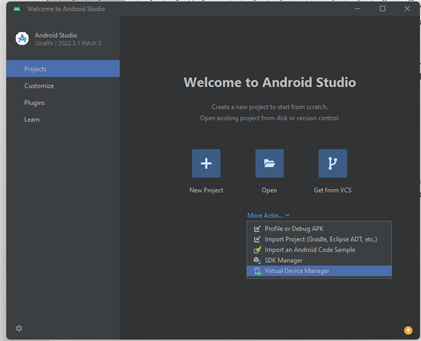 Welcome to Android Studio
Android Studio
Giraffe | 2022.3.1 Patch 3
Projects
Customize
Plugins
Learn
Welcome to Android Studio
Create a new project to start from scratch.
Open existing project from disk or version control.
New Project
Open
Get from VCS
More Actio...
Profile or Debug APK
Import Project (Gradle, Eclipse ADT, etc.)
Import an Android Code Sample
SDK Manager
Virtual Device Manager